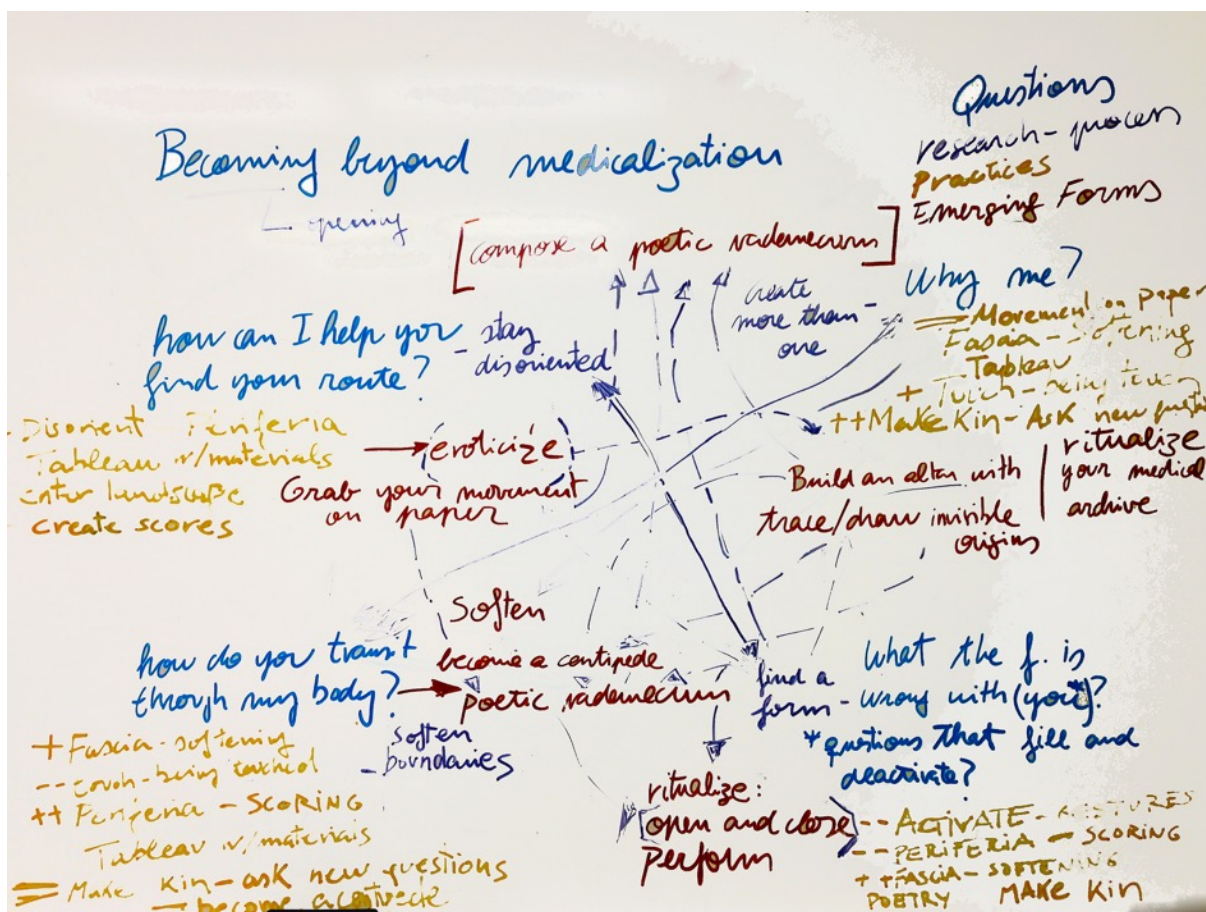 Becoming beyond medicalization
opening
[compose a poetic vademecum]
Questions
research - process
Practices
Emerging Forms
how can I help you
find your route?
- stay
disoriented
create
more than -
one
Why me?
= Movement on paper
Fascia - softening
- Tableau
+ Touch - being
++ Make Kin - Ask new
- Disorient - Periferia
Tableau w/materials
enter landscape
create scores
(eroticize)
Grab your movement
on paper
Build an altar with
trace/draw invisible
origins
ritualize
your medical
archive
Soften
become a centipede
poetic vademecum
how do you transit
through my body?
- soften
boundaries
+ Fascia - softening
-- touch - being touched
++ Periferia - SCORING
Tableau w/materials
= Make Kin - ask new questions
become a
find a
form -
What the f. is
wrong with (you*)?
*questions that fill and
deactivate?
ritualize:
[open and close]
perform
-- ACTIVATE - GESTURES
-- PERIFERIA - SCORING
++ FASCIA - SOFTENING
POETRY MAKE Kin